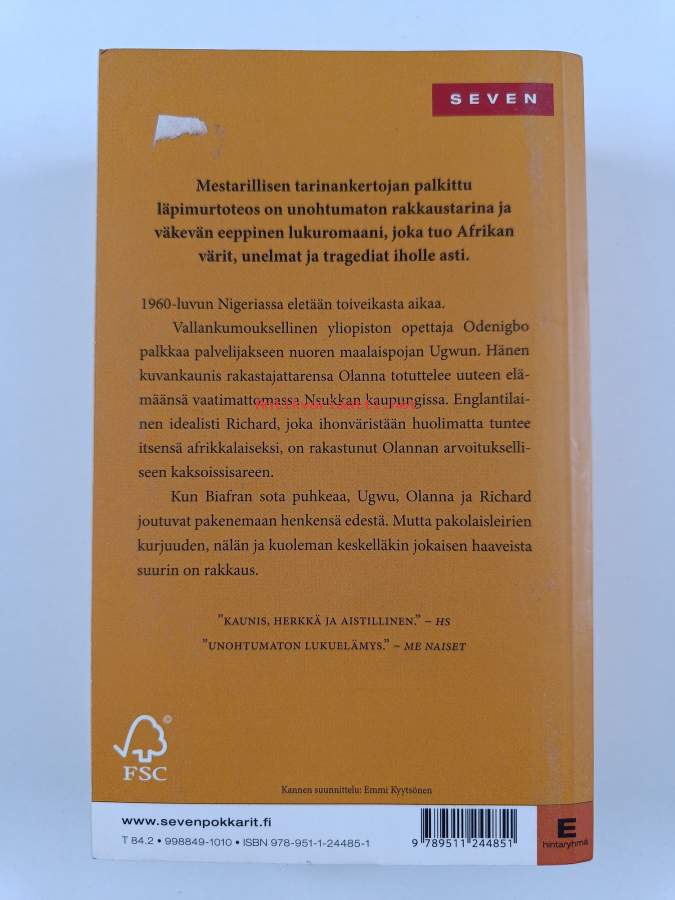 SEVEN
Mestarillisen tarinankertojan palkittu
läpimurtoteos on unohtumaton rakkaustarina ja
väkevän eeppinen lukuromaani, joka tuo Afrikan
värit, unelmat ja tragediat iholle asti.
1960-luvun Nigeriassa eletään toiveikasta aikaa.
Vallankumouksellinen yliopiston opettaja Odenigbo
palkkaa palvelijakseen nuoren maalaispojan Ugwun. Hänen
kuvankaunis rakastajattarensa Olanna totuttelee uuteen elä-
määnsä vaatimattomassa Nsukkan kaupungissa. Englantilai-
nen idealisti Richard, joka ihonväristään huolimatta tuntee
itsensä afrikkalaiseksi, on rakastunut Olannan arvoitukselli-
seen kaksoissisareen.
Kun Biafran sota puhkeaa, Ugwu, Olanna ja Richard
joutuvat pakenemaan henkensä edestä. Mutta pakolaisleirien
kurjuuden, nälän ja kuoleman keskelläkin jokaisen haaveista
suurin on rakkaus.
”KAUNIS, HERKKÄ JA AISTILLINEN.” – HS
”UNOHTUMATON LUKUELÄMYS.” – ME NAISET
©
FSC
Kannen suunnittelu: Emmi Kyytsönen
www.sevenpokkarit.fi
T 84.2 • 998849-1010 • ISBN 978-951-1-24485-1
9 789511 244851
E
hintaryhmä